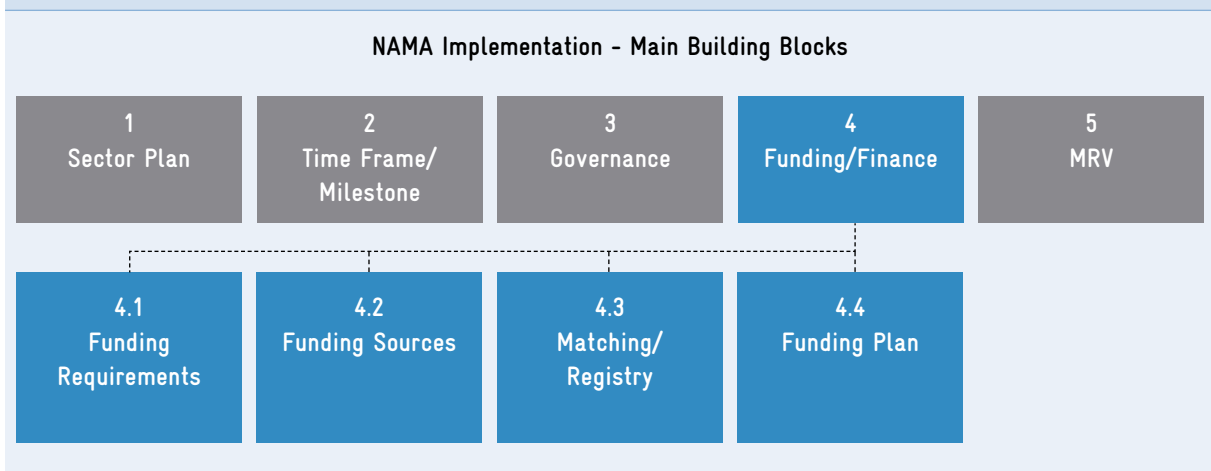 NAMA Implementation - Main Building Blocks
1
Sector Plan
2
Time Frame/
Milestone
3
Governance
4
Funding/Finance
5
MRV
4.1
Funding
Requirements
4.2
Funding Sources
4.3
Matching/
Registry
4.4
Funding Plan